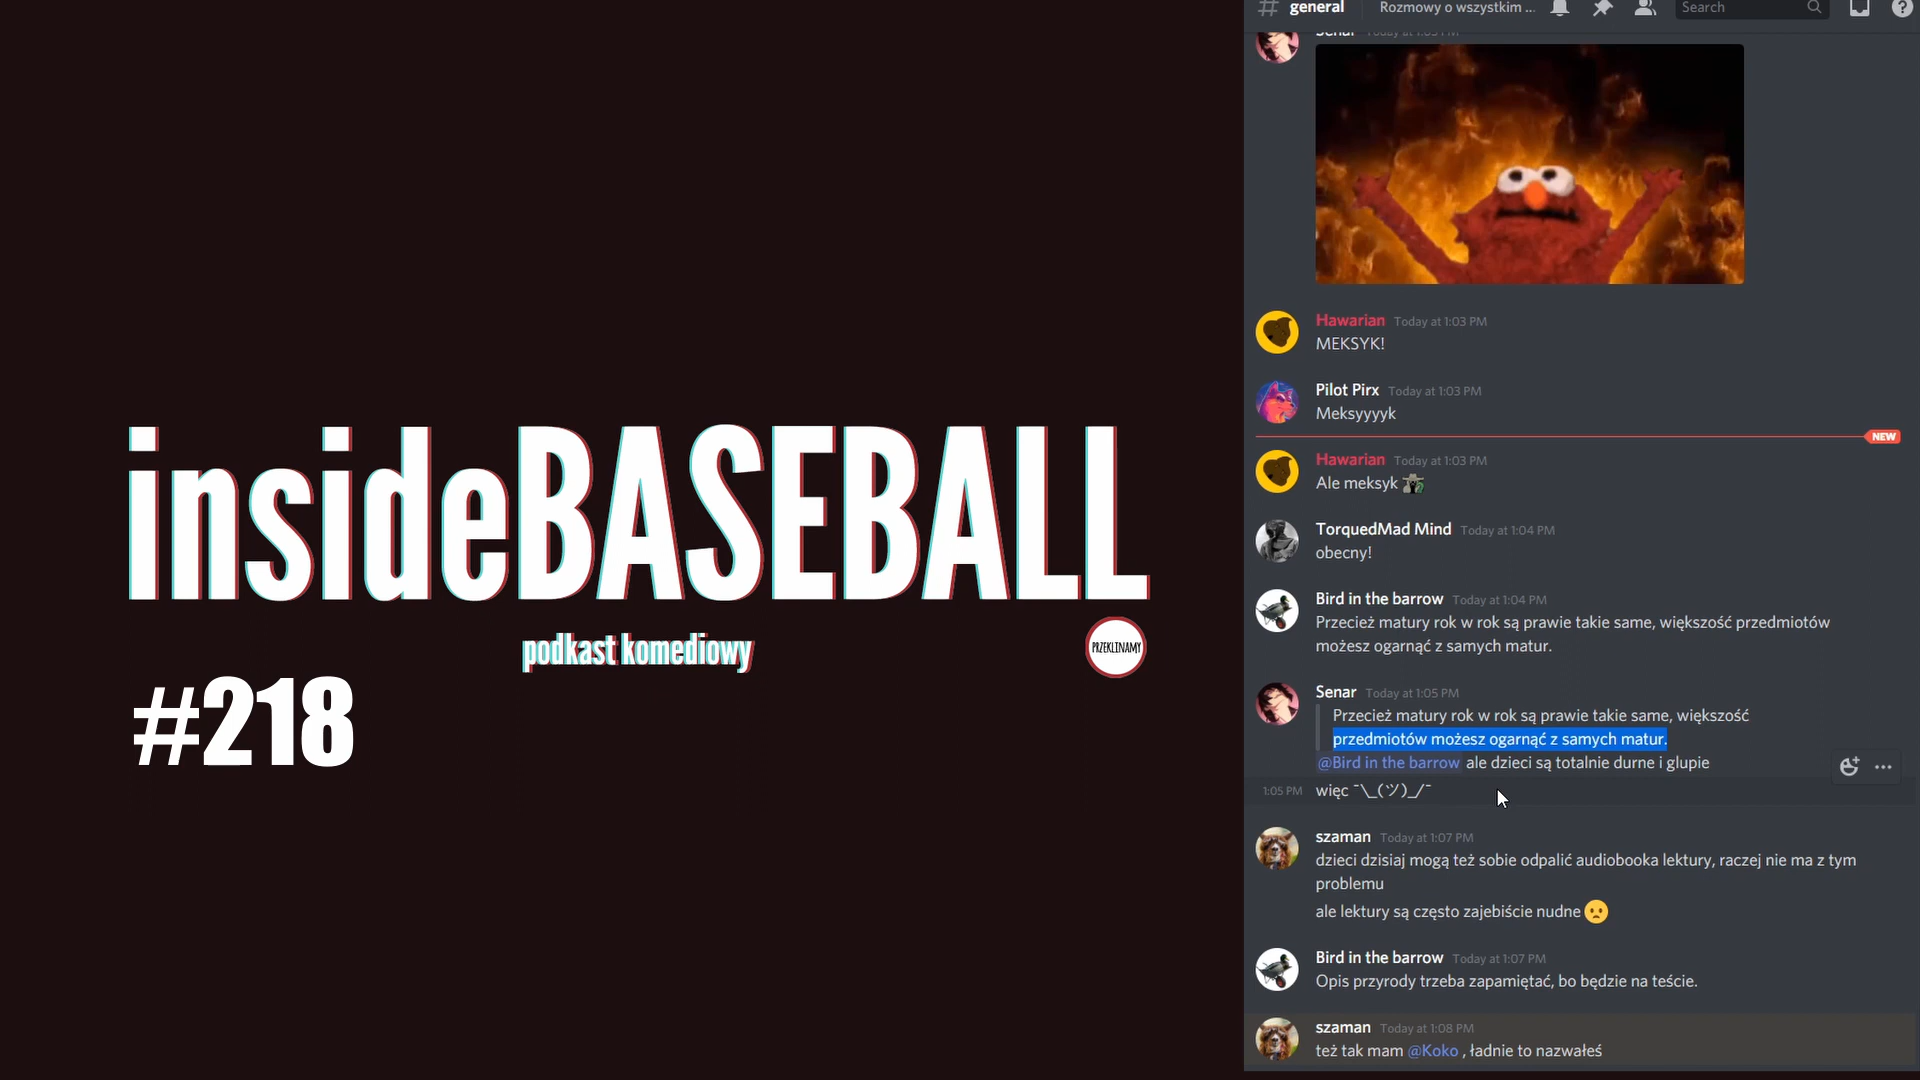 insideBASEBALL
podkast komediowy
PRZEKLINAMY
#218
# general
Rozmowy o wszystkim ...
Search
Senar Today at 1:03 PM
Hawarian Today at 1:03 PM
MEKSYK!
Pilot Pirx Today at 1:03 PM
Meksyyyyk
NEW
Hawarian Today at 1:03 PM
Ale meksyk
TorquedMad Mind Today at 1:04 PM
obecny!
Bird in the barrow Today at 1:04 PM
Przecież matury rok w rok są prawie takie same, większość przedmiotów
możesz ogarnąć z samych matur.
Senar Today at 1:05 PM
Przecież matury rok w rok są prawie takie same, większość
przedmiotów możesz ogarnąć z samych matur.
@Bird in the barrow ale dzieci są totalnie durne i glupie
1:05 PM więc ¯\_(ツ)_/¯
szaman Today at 1:07 PM
dzieci dzisiaj mogą też sobie odpalić audiobooka lektury, raczej nie ma z tym
problemu
ale lektury są często zajebiście nudne
Bird in the barrow Today at 1:07 PM
Opis przyrody trzeba zapamiętać, bo będzie na teście.
szaman Today at 1:08 PM
też tak mam @Koko , ładnie to nazwałeś